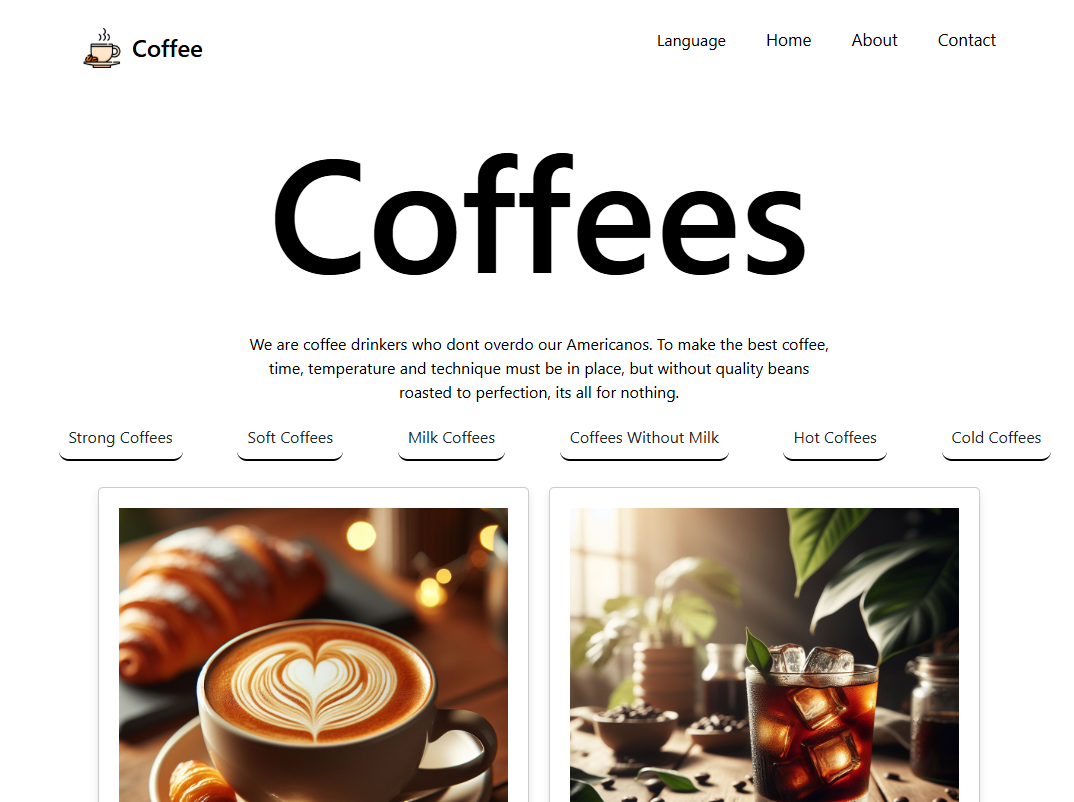 Coffee
Language Home About Contact
Coffees
We are coffee drinkers who dont overdo our Americanos. To make the best coffee,
time, temperature and technique must be in place, but without quality beans
roasted to perfection, its all for nothing.
Strong Coffees Soft Coffees Milk Coffees Coffees Without Milk Hot Coffees Cold Coffees